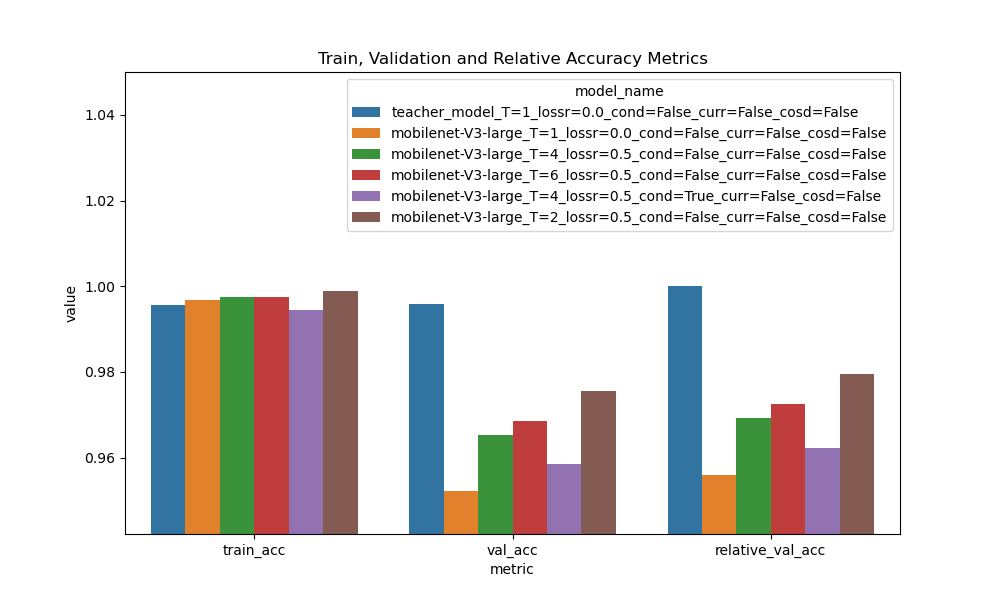 Train, Validation and Relative Accuracy Metrics
model_name
teacher_model_T=1_lossr=0.0_cond=False_curr=False_cosd=False
mobilenet-V3-large_T=1_lossr=0.0_cond=False_curr=False_cosd=False
mobilenet-V3-large_T=4_lossr=0.5_cond=False_curr=False_cosd=False
mobilenet-V3-large_T=6_lossr=0.5_cond=False_curr=False_cosd=False
mobilenet-V3-large_T=4_lossr=0.5_cond=True_curr=False_cosd=False
mobilenet-V3-large_T=2_lossr=0.5_cond=False_curr=False_cosd=False
1.04
1.02
1.00
0.98
0.96
value
train_acc
val_acc
relative_val_acc
metric